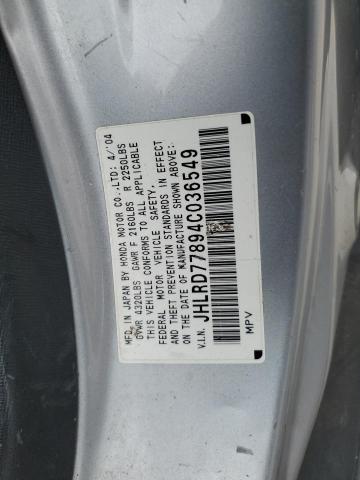 MFD. IN JAPAN BY HONDA MOTOR CO.,LTD: 4/'04
GVWR 4320LBS GAWR F 2160LBS R 2250LBS
THIS VEHICLE CONFORMS TO ALL APPLICABLE
FEDERAL MOTOR VEHICLE SAFETY,
AND THEFT PREVENTION STANDARDS IN EFFECT
ON THE DATE OF MANUFACTURE SHOWN ABOVE.
V.I.N. JHLRD77894C036549
MPV